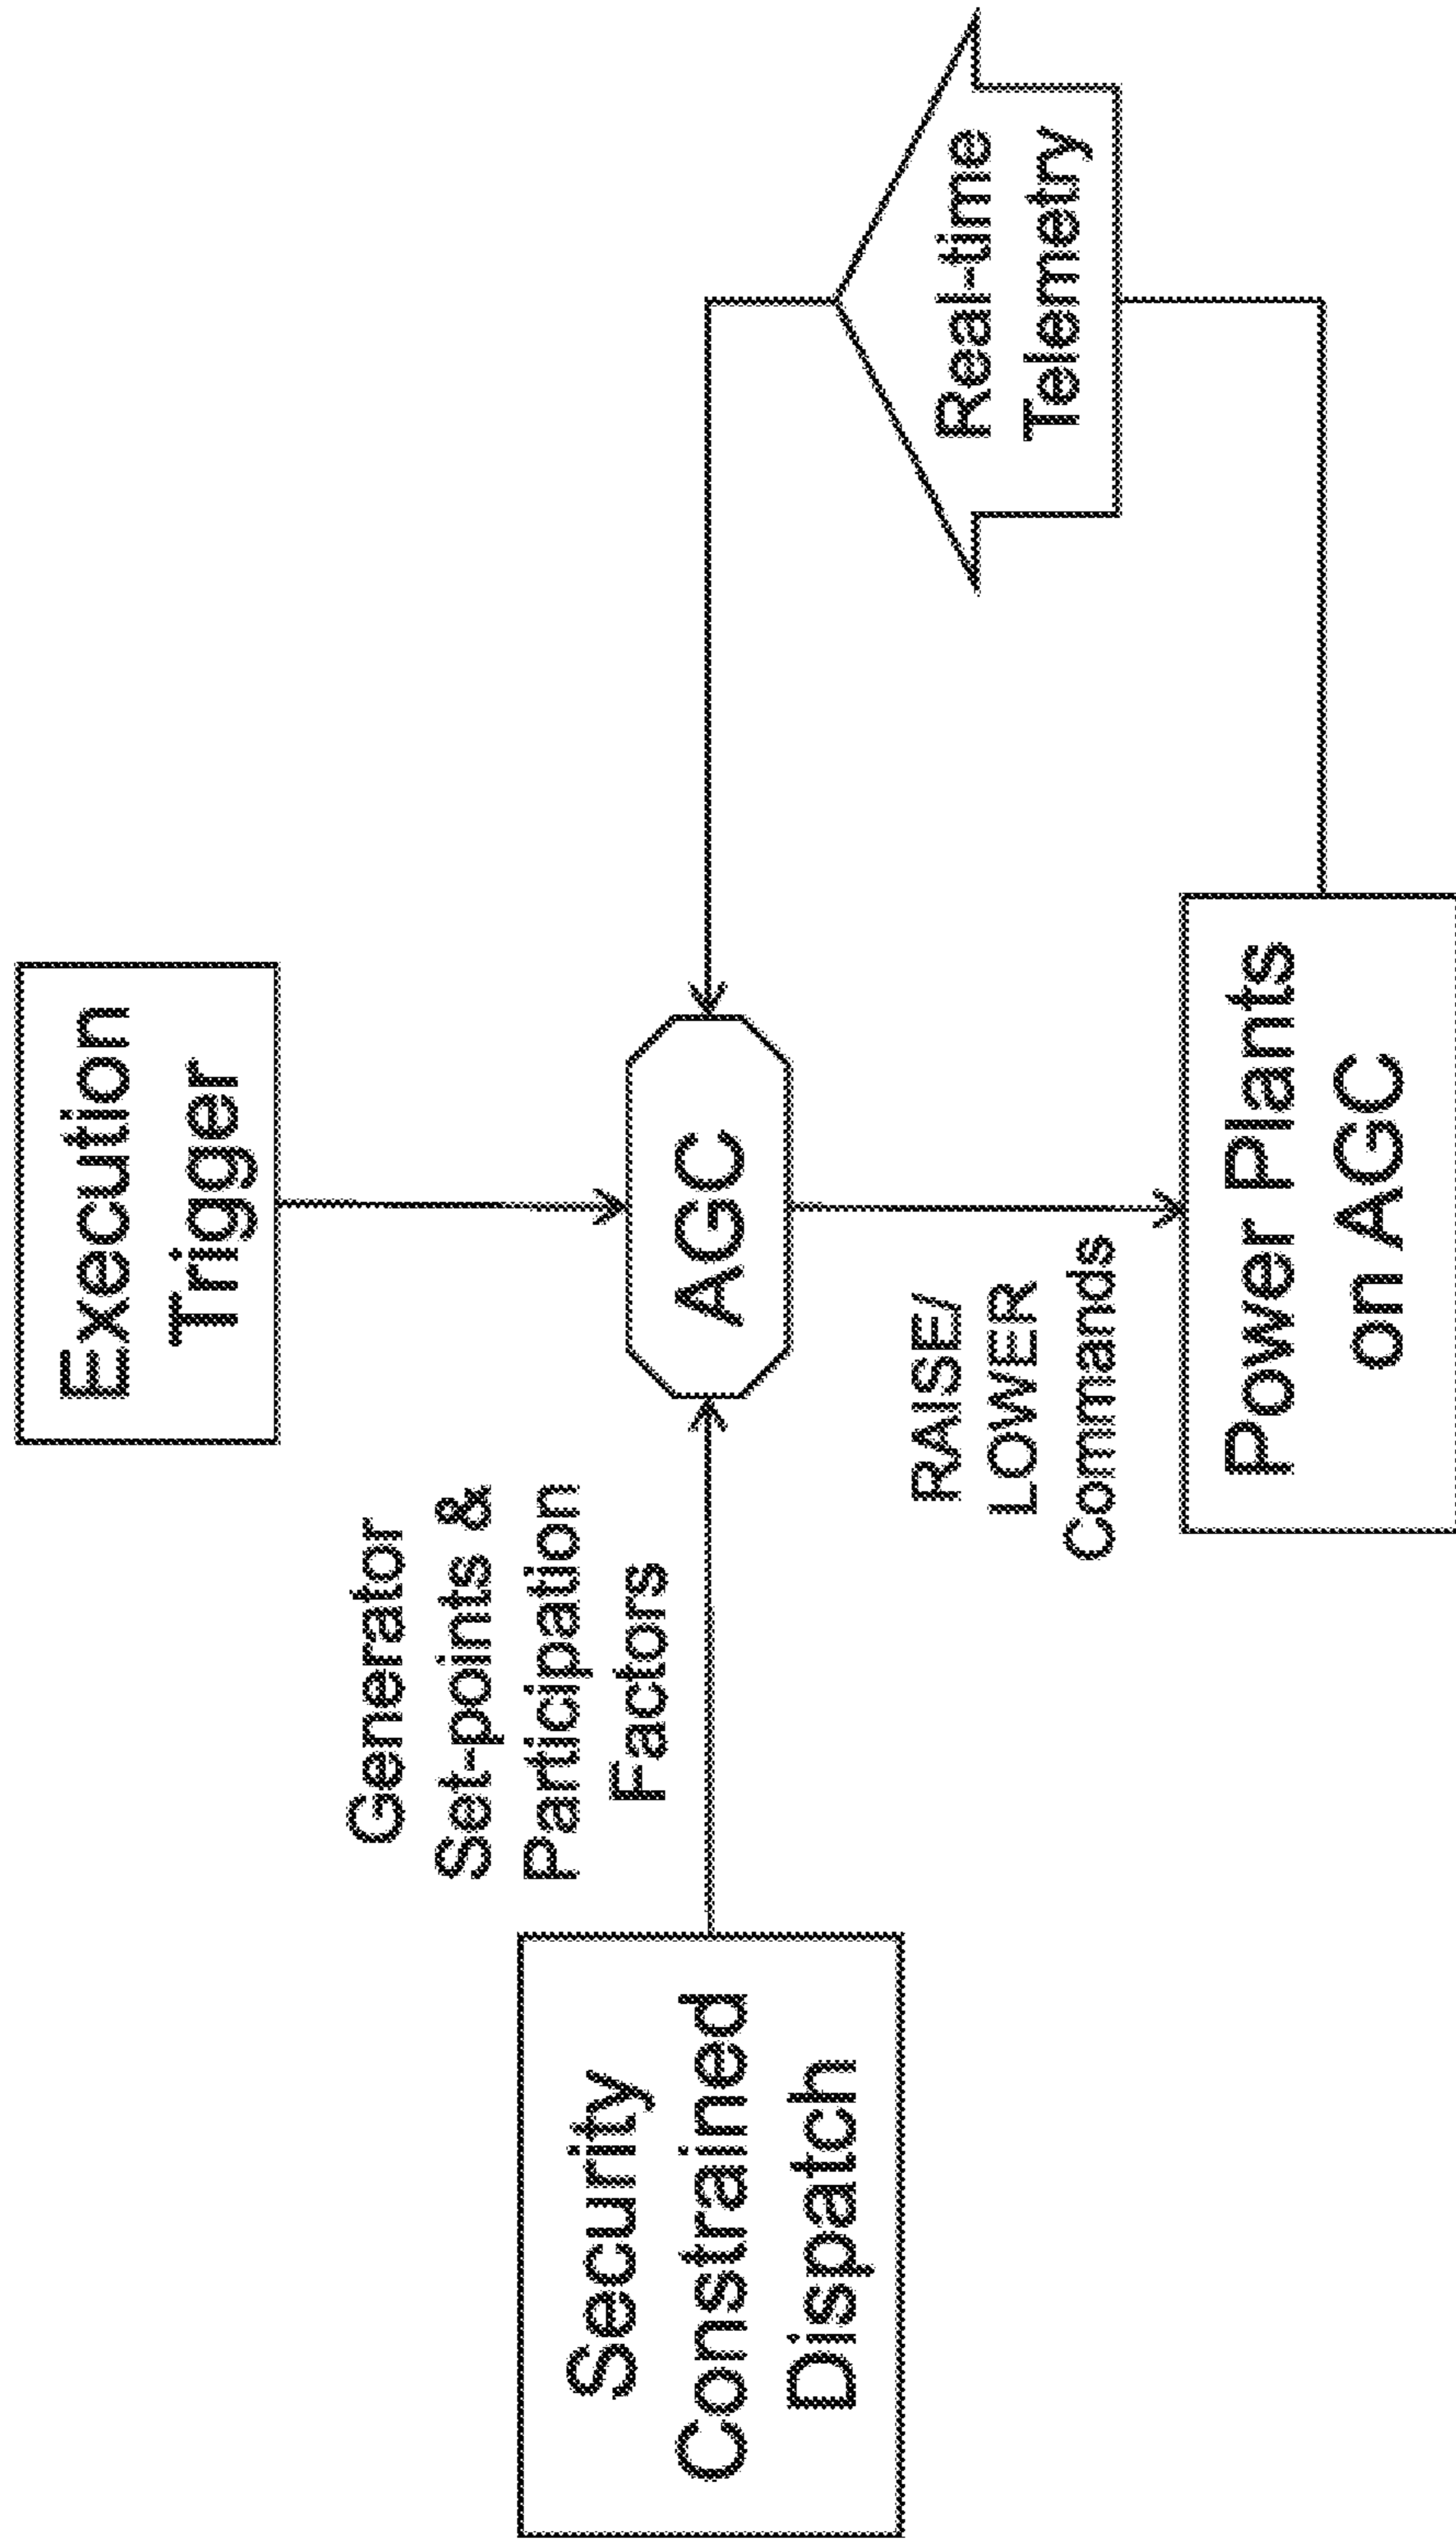 Execution
Trigger
Generator
Set-points &
Participation
Factors
Security
Constrained
Dispatch
AGC
Real-time
Telemetry
RAISE/
LOWER
Commands
Power Plants
on AGC